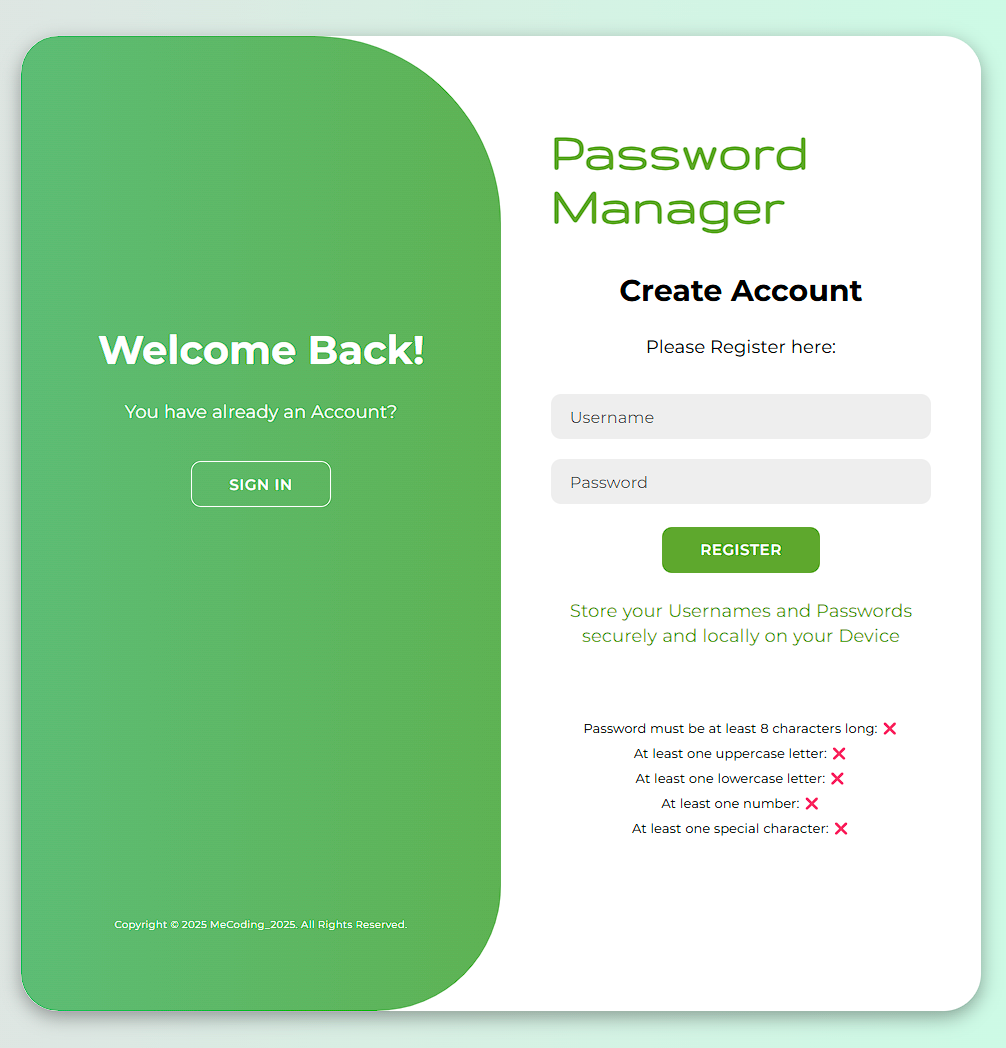 Welcome Back!
You have already an Account?
SIGN IN
Copyright © 2025 MeCoding_2025. All Rights Reserved.
Password
Manager
Create Account
Please Register here:
Username
Password
REGISTER
Store your Usernames and Passwords
securely and locally on your Device
Password must be at least 8 characters long: ❌
At least one uppercase letter: ❌
At least one lowercase letter: ❌
At least one number: ❌
At least one special character: ❌